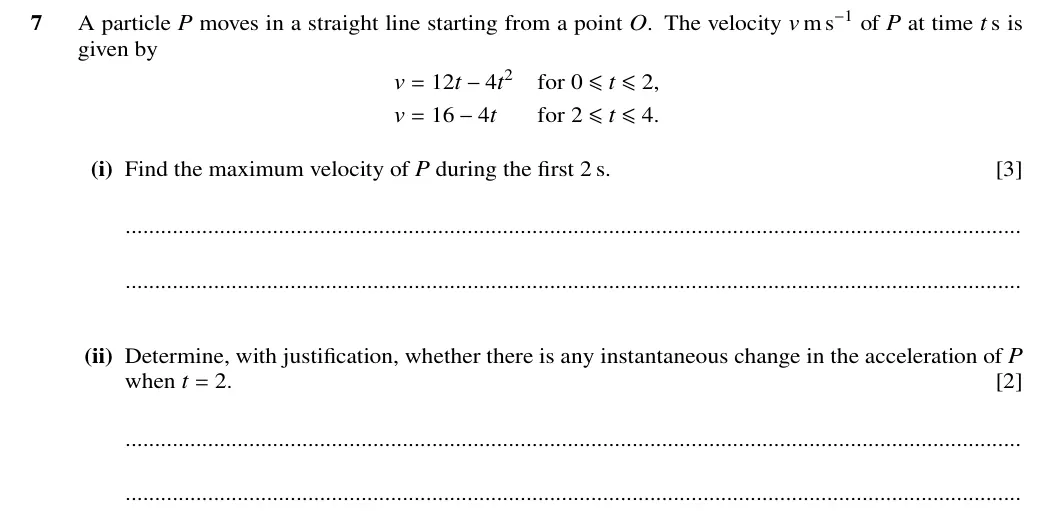 7 A particle P moves in a straight line starting from a point O. The velocity v m s⁻¹ of P at time t s is
given by
v = 12t – 4t² for 0 ⩽ t ⩽ 2,
v = 16 – 4t for 2 ⩽ t ⩽ 4.
(i) Find the maximum velocity of P during the first 2 s. [3]
(ii) Determine, with justification, whether there is any instantaneous change in the acceleration of P
when t = 2. [2]